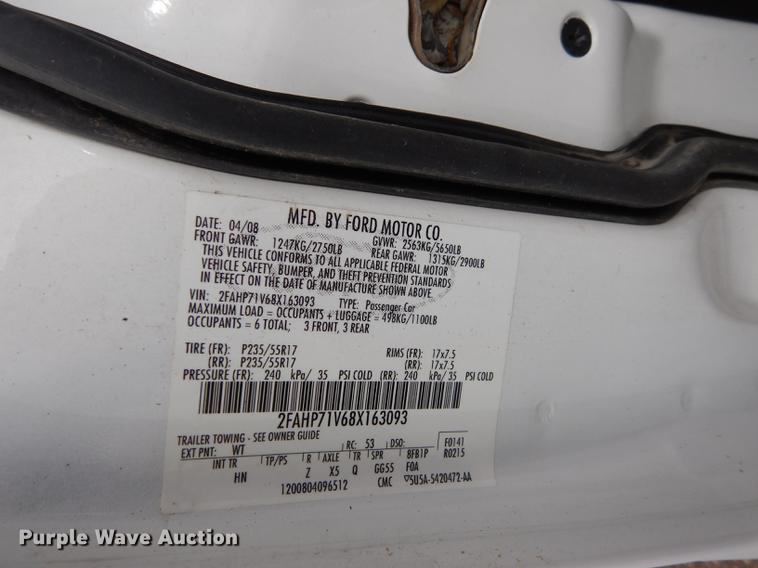 MFD. BY FORD MOTOR CO.
DATE: 04/08 GVWR: 2563KG/5650LB
FRONT GAWR: 1247KG/2750LB REAR GAWR: 1315KG/2900LB
THIS VEHICLE CONFORMS TO ALL APPLICABLE FEDERAL MOTOR
VEHICLE SAFETY, BUMPER, AND THEFT PREVENTION STANDARDS
IN EFFECT ON THE DATE OF MANUFACTURE SHOWN ABOVE.
VIN: 2FAHP71V68X163093 TYPE: Passenger Car
MAXIMUM LOAD = OCCUPANTS + LUGGAGE = 498KG/1100LB
OCCUPANTS = 6 TOTAL; 3 FRONT, 3 REAR
TIRE (FR): P235/55R17 RIMS (FR): 17x7.5
(RR): P235/55R17 (RR): 17x7.5
PRESSURE (FR): 240 kPa/ 35 PSI COLD (RR): 240 kPa/ 35 PSI COLD
2FAHP71V68X163093
TRAILER TOWING - SEE OWNER GUIDE
EXT PNT: WT RC: 53 DSO: F0141
INT TR TP/PS R AXLE TR SPR BFB1P R0215
HN Z X5 Q GG55 F0A
1200804096512 CMC ▽5U5A-5420472-AA
Purple Wave Auction